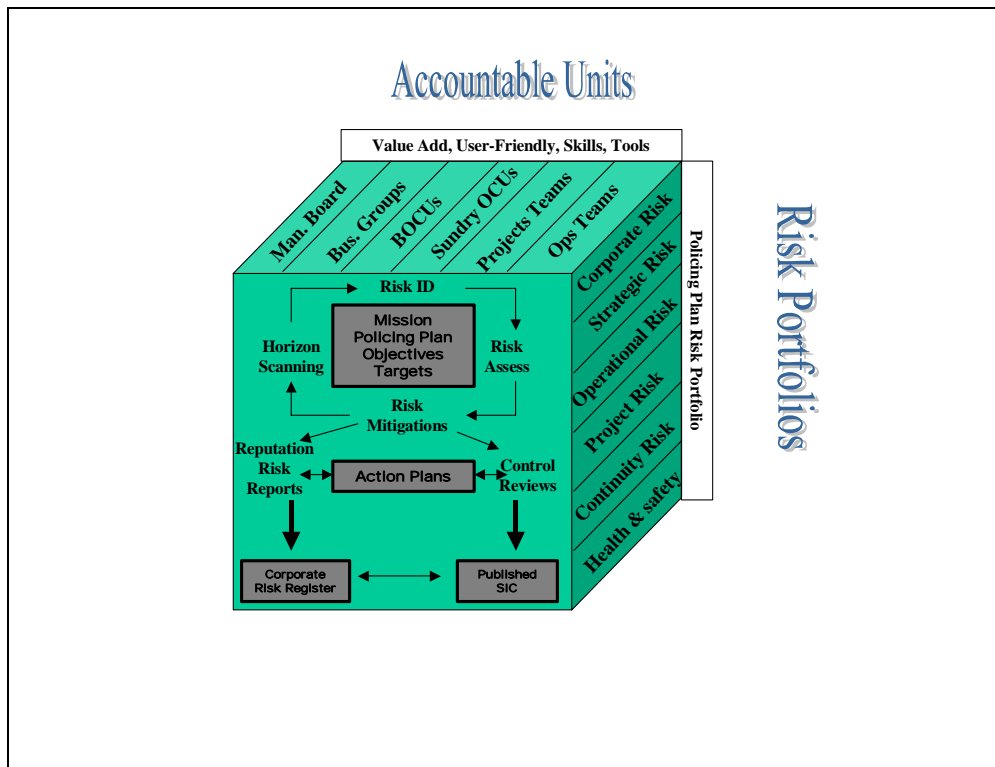 Accountable Units
Value Add, User-Friendly, Skills, Tools
Man. Board
Bus. Groups
BOCUs
Sundry OCUs
Projects Teams
Ops Teams
Corporate Risk
Strategic Risk
Operational Risk
Project Risk
Continuity Risk
Health & safety
Policing Plan Risk Portfolio
Risk Portfolios
Risk ID
Mission
Policing Plan
Objectives
Targets
Horizon
Scanning
Risk
Assess
Risk
Mitigations
Reputation
Risk
Reports
Action Plans
Control
Reviews
Corporate
Risk Register
Published
SIC